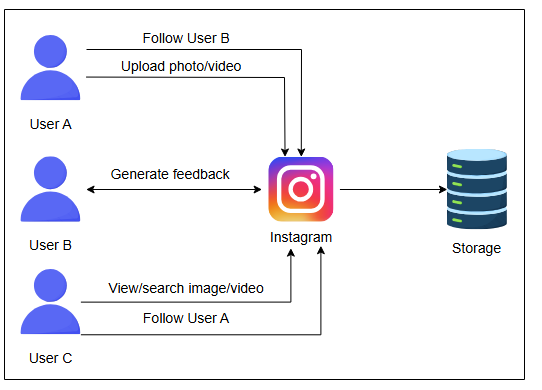 Follow User B
Upload photo/video
User A
Generate feedback
User B
Instagram
Storage
View/search image/video
Follow User A
User C